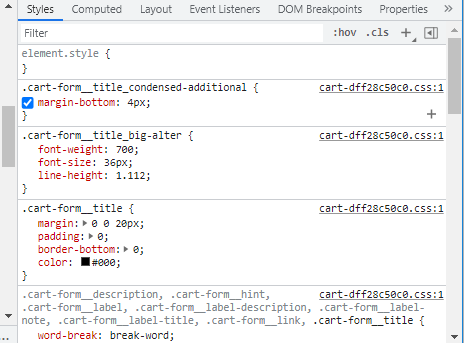 Styles Computed Layout Event Listeners DOM Breakpoints Properties
Filter :hov .cls
element.style {
}
.cart-form__title_condensed-additional { cart-dff28c50c0.css:1
margin-bottom: 4px;
}
.cart-form__title_big-alter { cart-dff28c50c0.css:1
font-weight: 700;
font-size: 36px;
line-height: 1.112;
}
.cart-form__title { cart-dff28c50c0.css:1
margin: 0 0 20px;
padding: 0;
border-bottom: 0;
color: #000;
}
.cart-form__description, .cart-form__hint, cart-dff28c50c0.css:1
.cart-form__label, .cart-form__label-description, .cart-form__label-
note, .cart-form__label-title, .cart-form__link, .cart-form__title {
word-break: break-word;
...